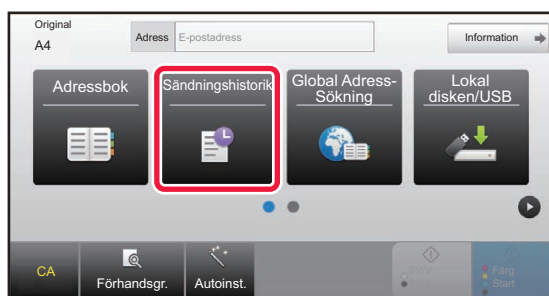 Original
A4
Adress
E-postadress
Information
Adressbok
Sändningshistorik
Global Adress-
Sökning
Lokal
disken/USB
CA
Förhandsgr.
Autoinst.
Färg
Start